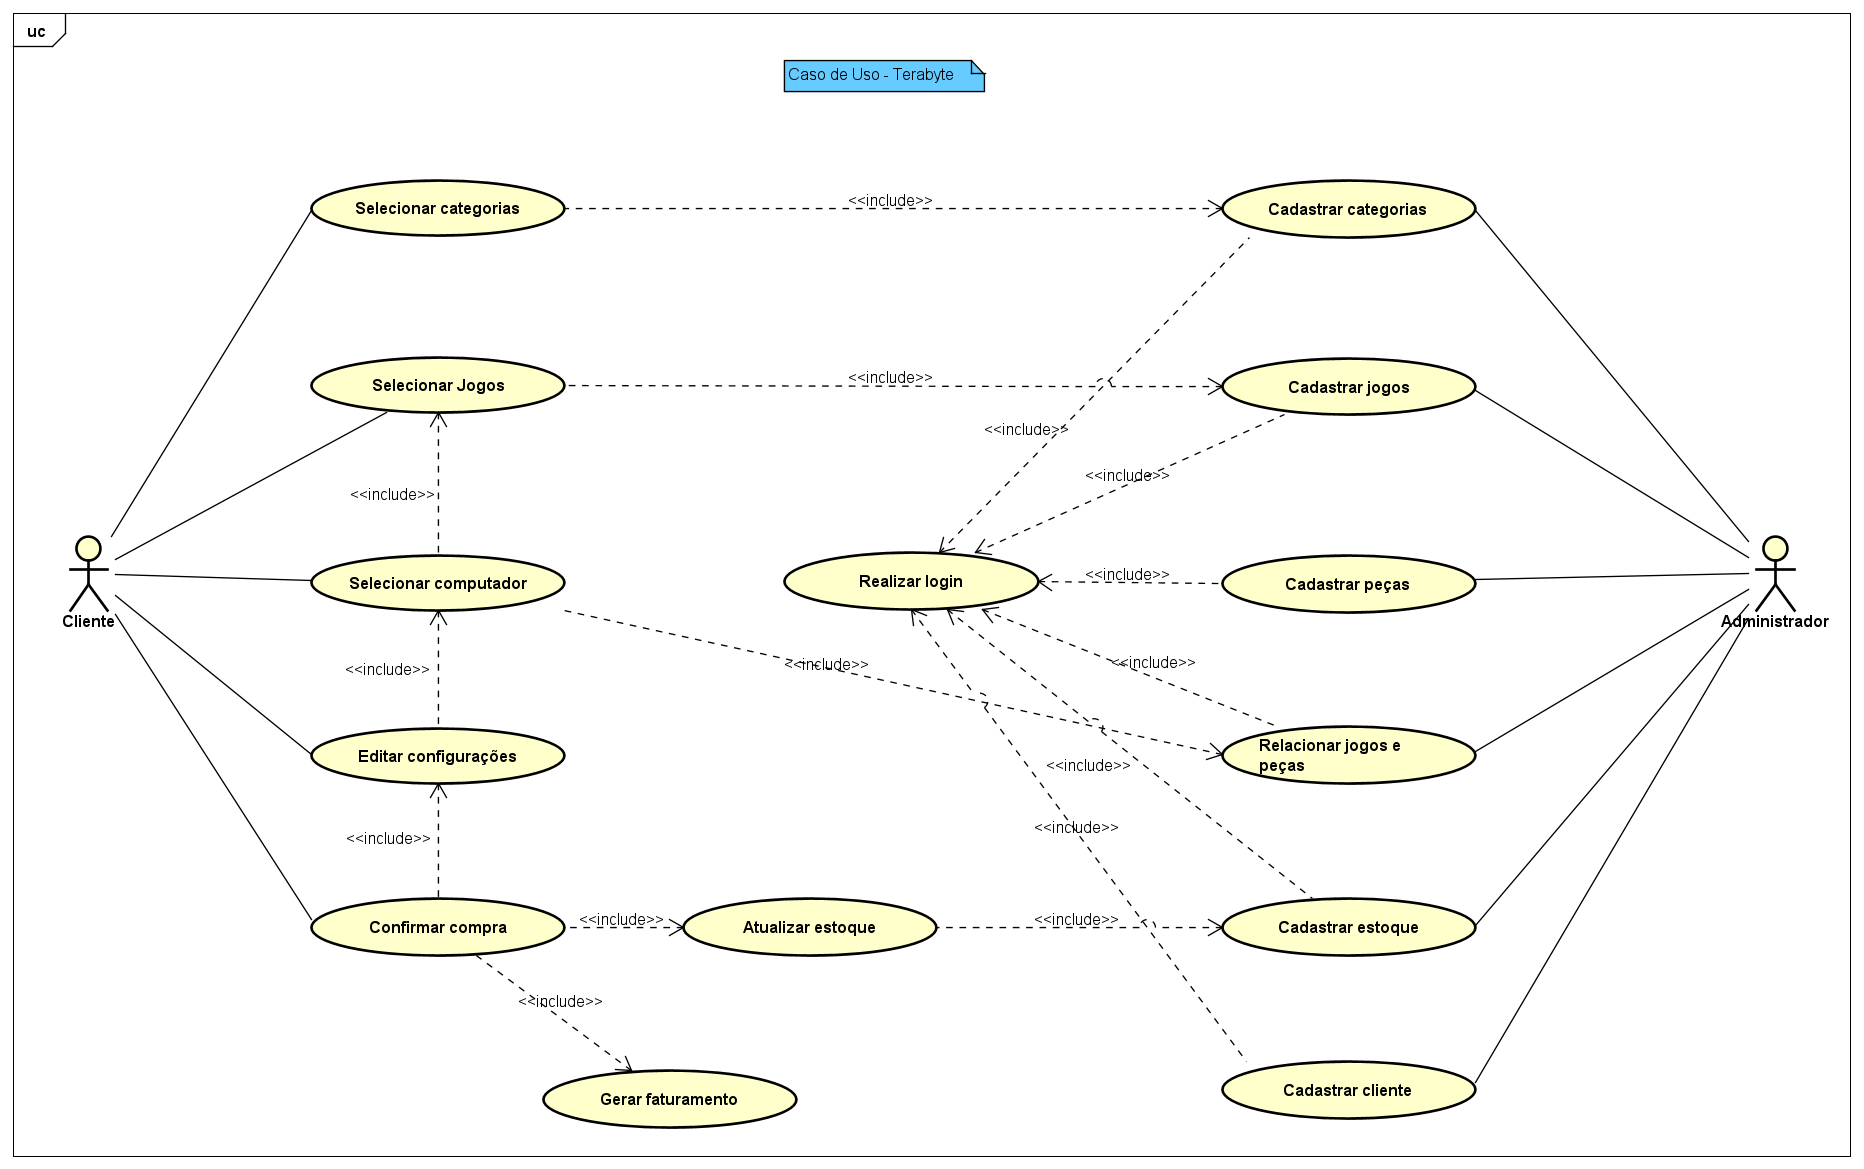 uc
Caso de Uso - Terabyte
Selecionar categorias
<<include>>
Cadastrar categorias
Selecionar Jogos
<<include>>
Cadastrar jogos
<<include>>
<<include>>
<<include>>
Cliente
Selecionar computador
Realizar login
<<include>>
Cadastrar peças
Administrador
<<include>>
<<include>>
<<include>>
Editar configurações
Relacionar jogos e
peças
<<include>>
<<include>>
<<include>>
Confirmar compra
<<include>>
Atualizar estoque
<<include>>
Cadastrar estoque
<<include>>
Gerar faturamento
Cadastrar cliente